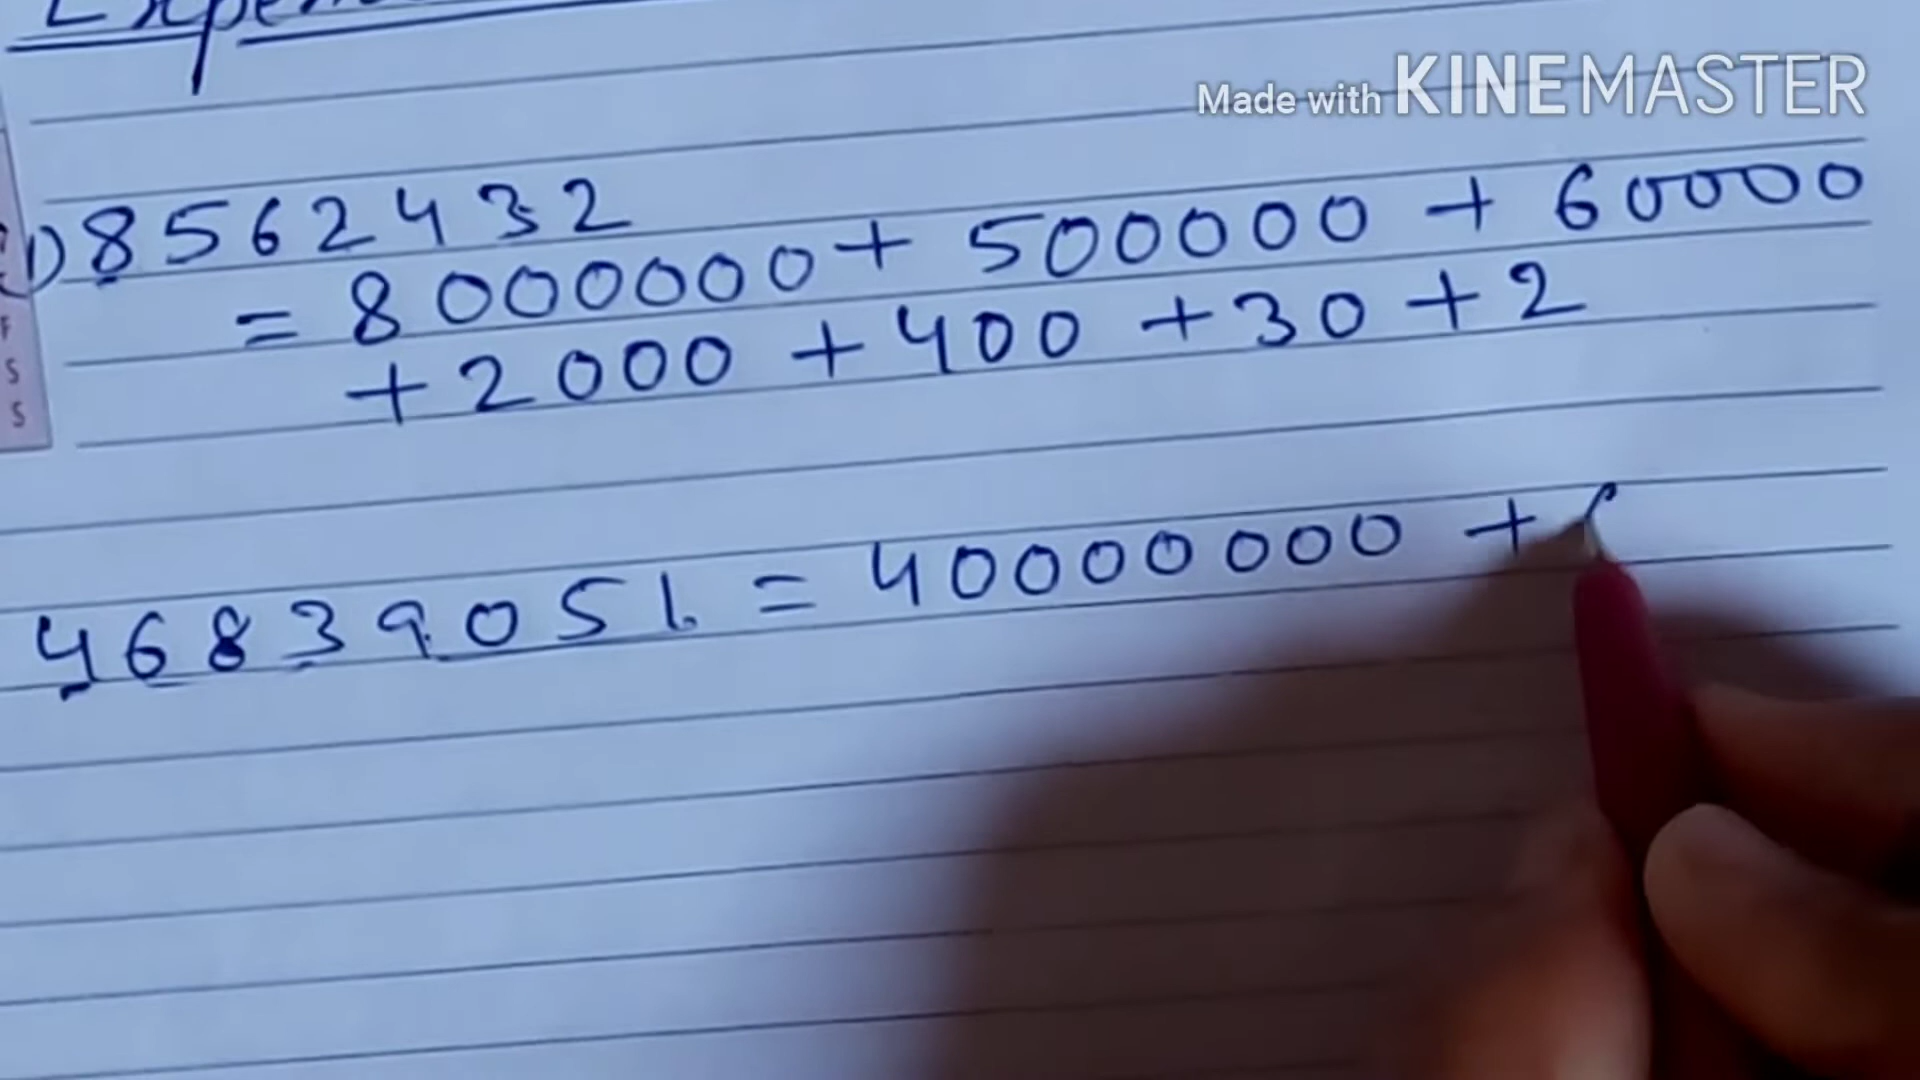 Made with KINEMASTER
1) 8562432
= 8000000 + 500000 + 60000
+ 2000 + 400 + 30 + 2
46839051 = 40000000 +